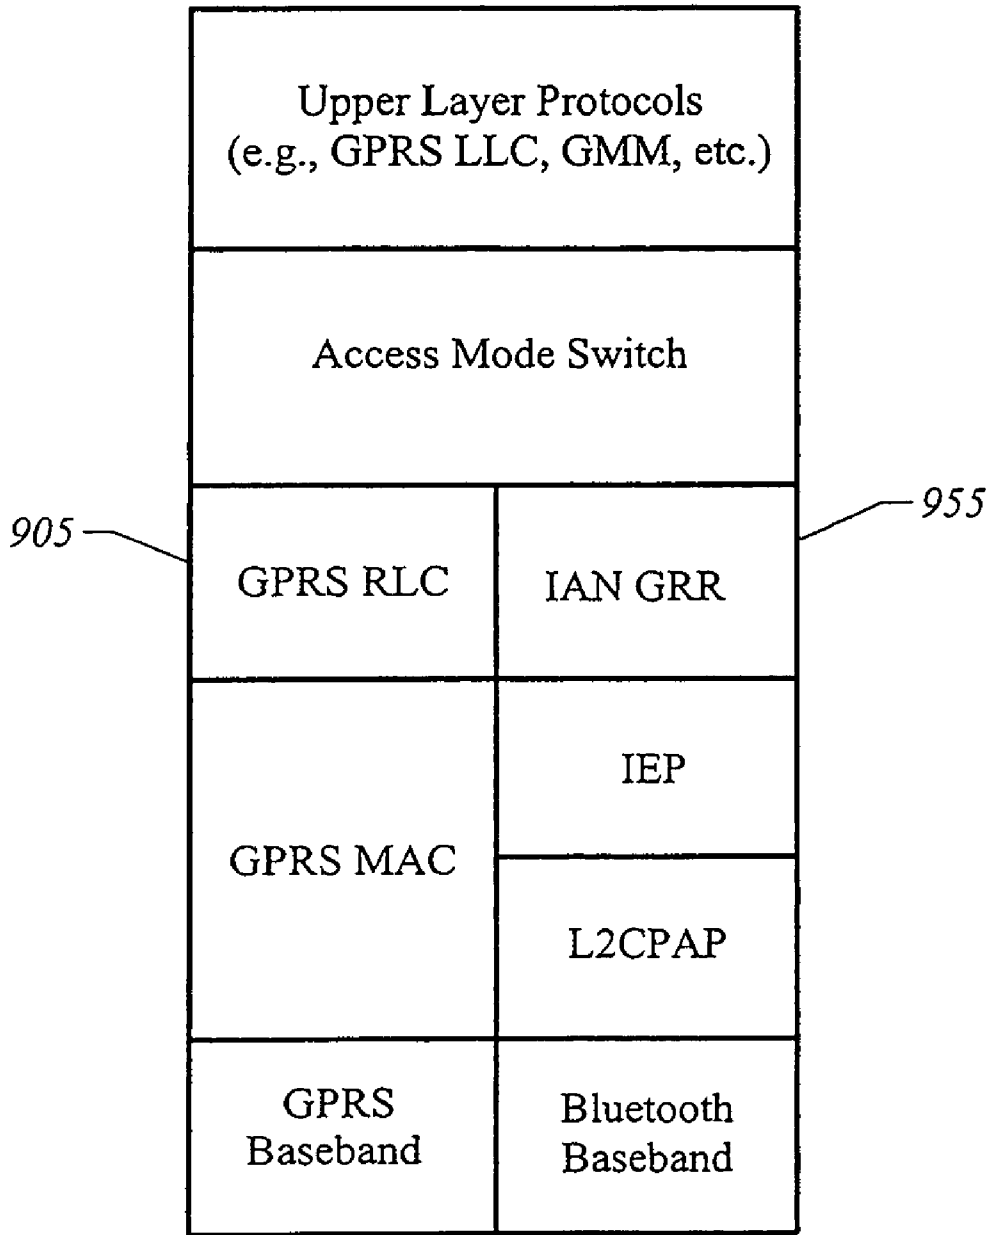 Upper Layer Protocols
(e.g., GPRS LLC, GMM, etc.)
Access Mode Switch
905
955
GPRS RLC
IAN GRR
IEP
GPRS MAC
L2CPAP
GPRS
Baseband
Bluetooth
Baseband